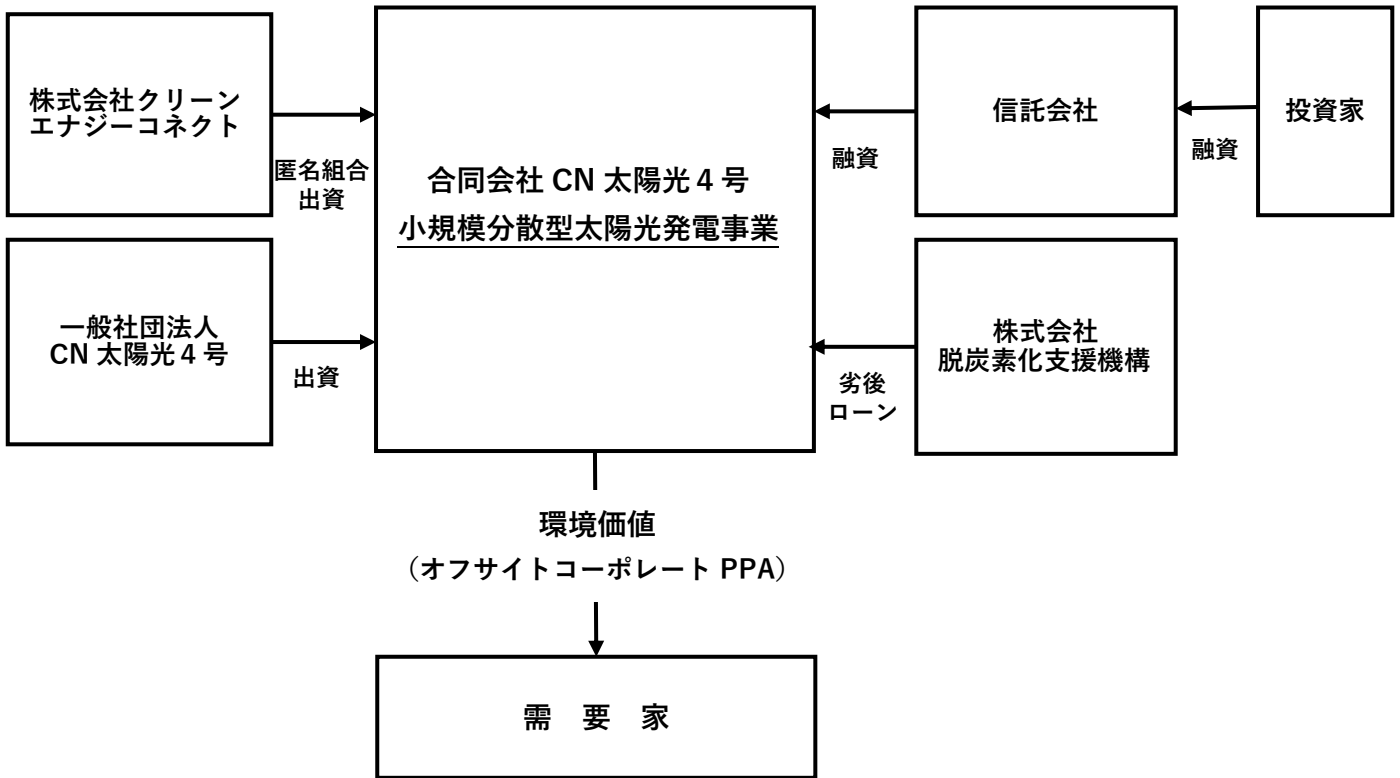 株式会社クリーン
エナジーコネクト
匿名組合
出資
一般社団法人
CN 太陽光 4 号
出資
合同会社 CN 太陽光 4 号
小規模分散型太陽光発電事業
融資
信託会社
融資
投資家
劣後
ローン
株式会社
脱炭素化支援機構
環境価値
（オフサイトコーポレート PPA）
需 要 家